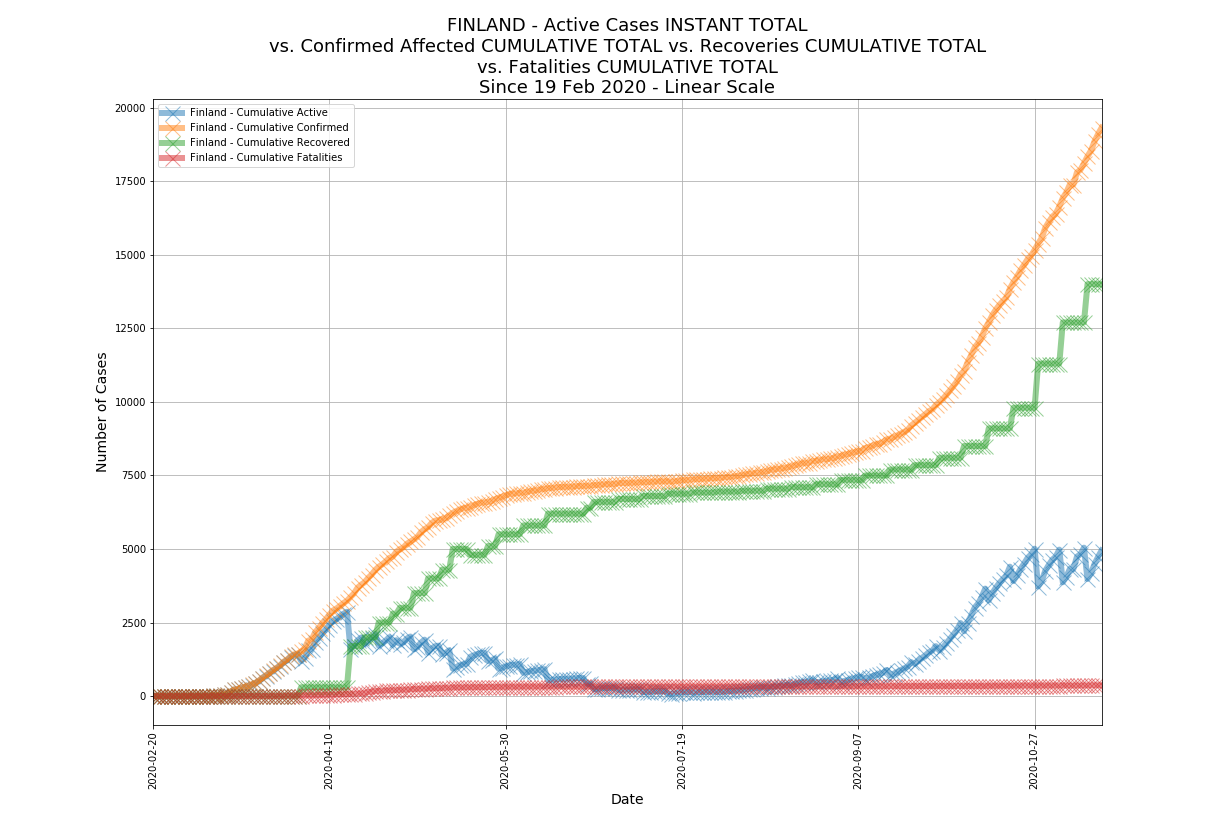 FINLAND - Active Cases INSTANT TOTAL
vs. Confirmed Affected CUMULATIVE TOTAL vs. Recoveries CUMULATIVE TOTAL
vs. Fatalities CUMULATIVE TOTAL
Since 19 Feb 2020 - Linear Scale
Finland - Cumulative Active
Finland - Cumulative Confirmed
Finland - Cumulative Recovered
Finland - Cumulative Fatalities
20000
17500
15000
12500
10000
7500
5000
2500
0
Number of Cases
2020-02-20
2020-04-10
2020-05-30
2020-07-19
2020-09-07
2020-10-27
Date